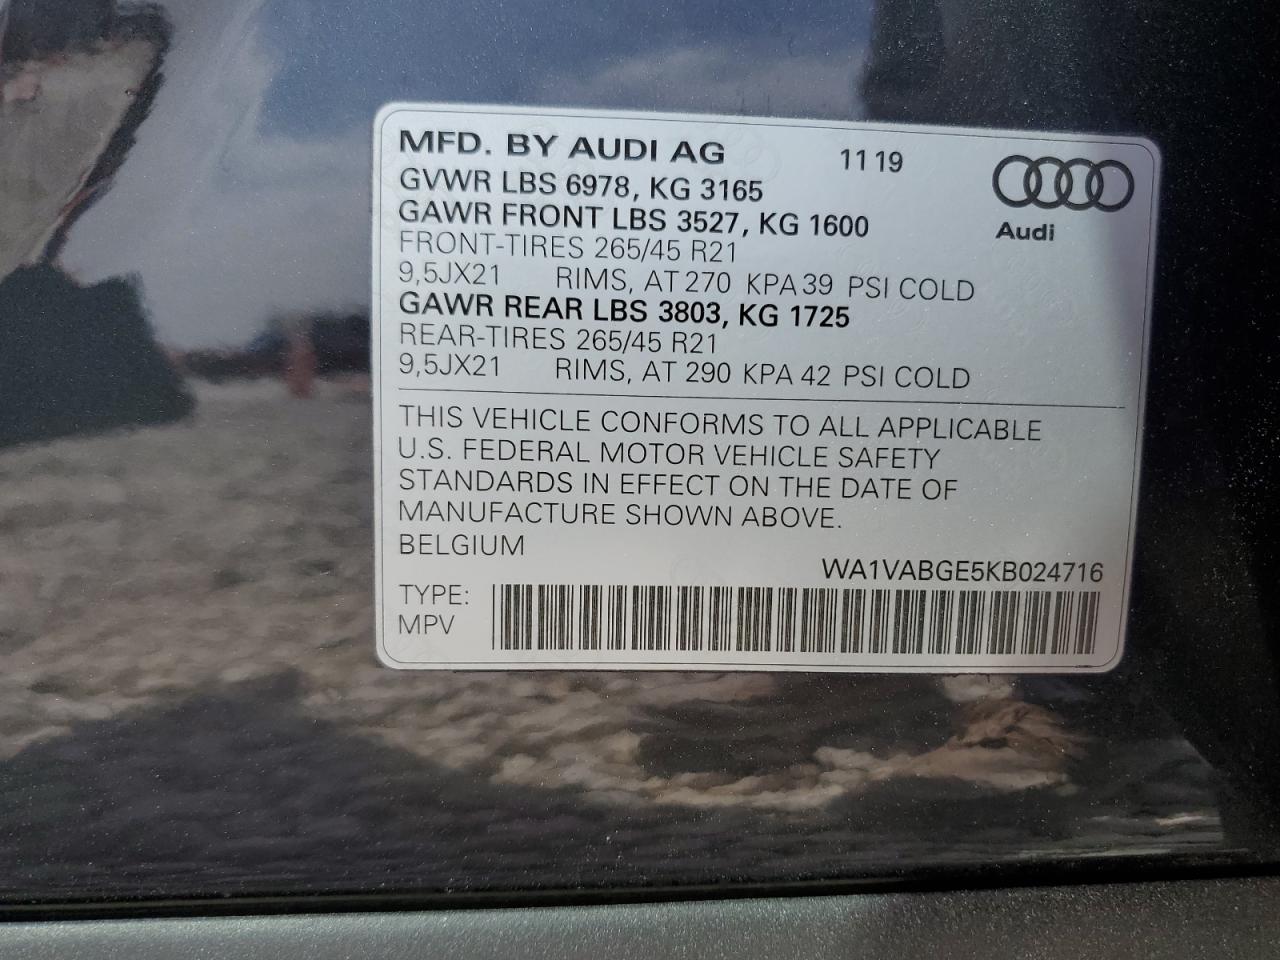 MFD. BY AUDI AG 11 19
GVWR LBS 6978, KG 3165
GAWR FRONT LBS 3527, KG 1600
Audi
FRONT-TIRES 265/45 R21
9,5JX21 RIMS, AT 270 KPA 39 PSI COLD
GAWR REAR LBS 3803, KG 1725
REAR-TIRES 265/45 R21
9,5JX21 RIMS, AT 290 KPA 42 PSI COLD
THIS VEHICLE CONFORMS TO ALL APPLICABLE
U.S. FEDERAL MOTOR VEHICLE SAFETY
STANDARDS IN EFFECT ON THE DATE OF
MANUFACTURE SHOWN ABOVE.
BELGIUM
WA1VABGE5KB024716
TYPE:
MPV